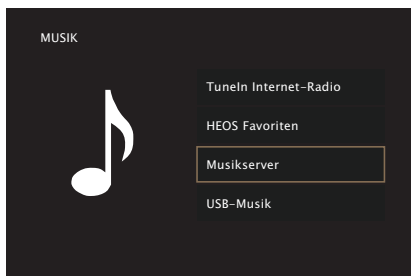 MUSIK
TuneIn Internet-Radio
HEOS Favoriten
Musikserver
USB-Musik